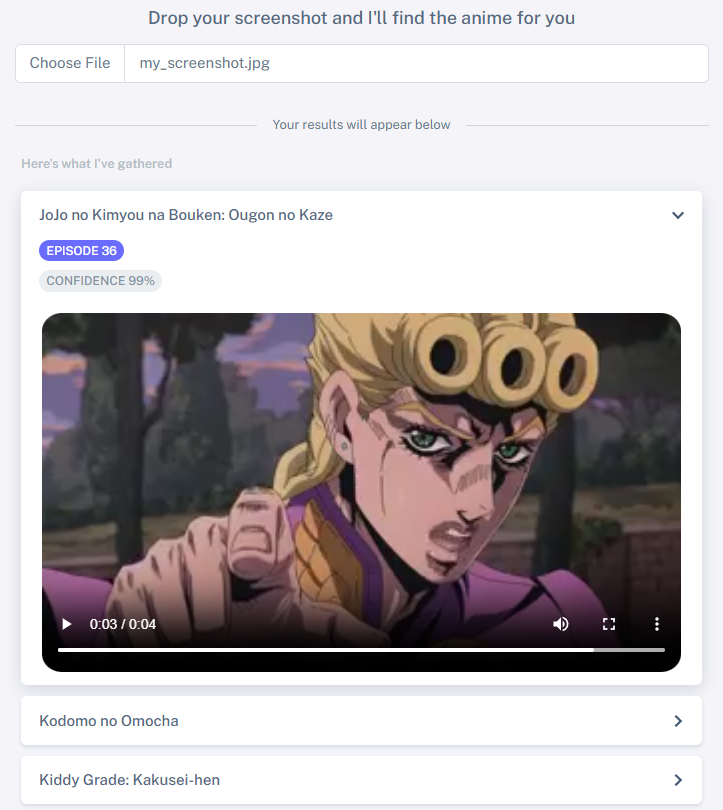 Drop your screenshot and I'll find the anime for you
Choose File my_screenshot.jpg
Your results will appear below
Here's what I've gathered
JoJo no Kimyou na Bouken: Ougon no Kaze
EPISODE 36
CONFIDENCE 99%
0:03 / 0:04
Kodomo no Omocha
Kiddy Grade: Kakusei-hen